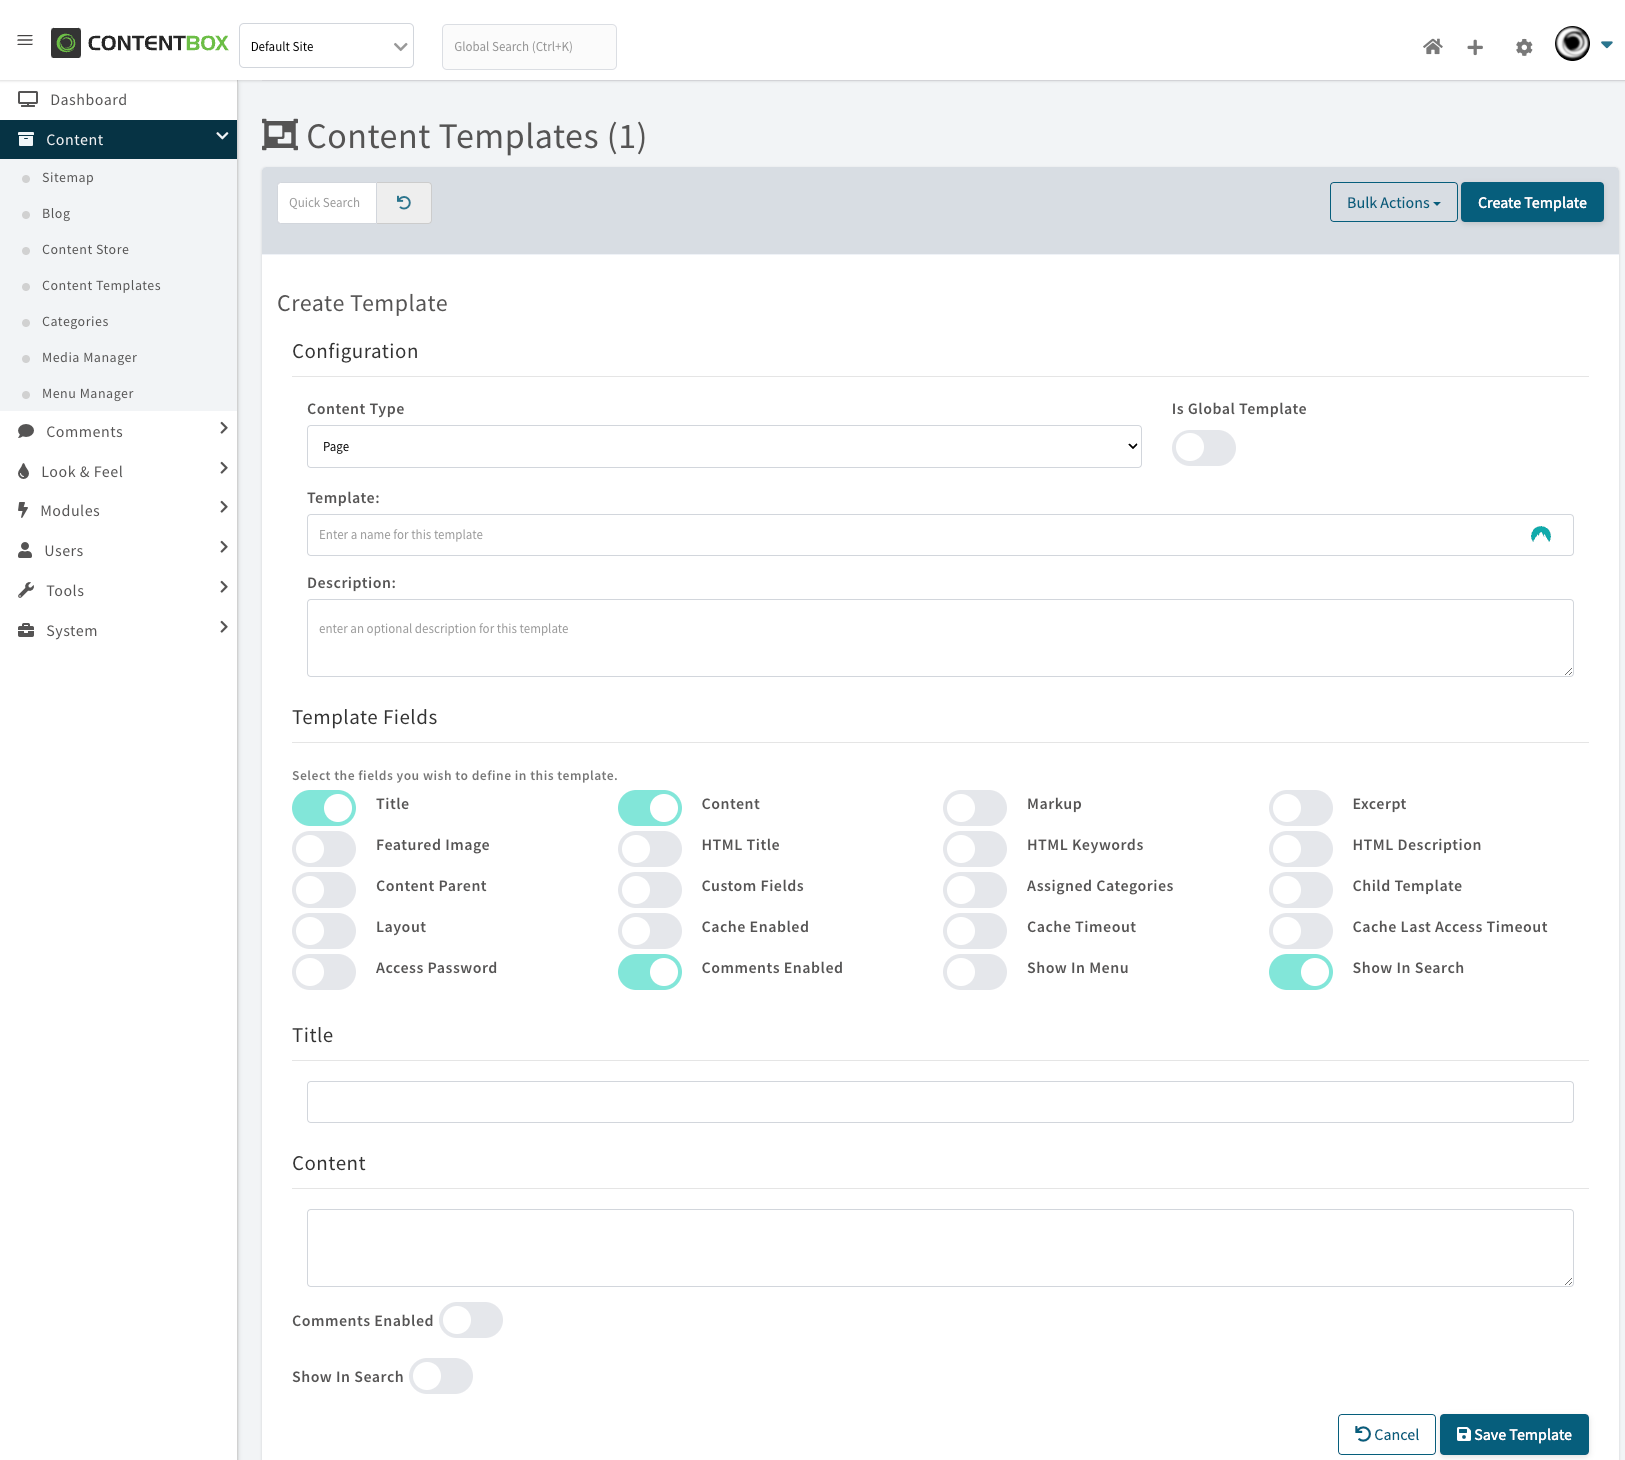 CONTENTBOX
Default Site
Global Search (Ctrl+K)
Dashboard
Content
Sitemap
Blog
Content Store
Content Templates
Categories
Media Manager
Menu Manager
Comments
Look & Feel
Modules
Users
Tools
System
Content Templates (1)
Quick Search
Bulk Actions
Create Template
Create Template
Configuration
Content Type
Is Global Template
Page
Template:
Enter a name for this template
Description:
enter an optional description for this template
Template Fields
Select the fields you wish to define in this template.
Title Content Markup Excerpt
Featured Image HTML Title HTML Keywords HTML Description
Content Parent Custom Fields Assigned Categories Child Template
Layout Cache Enabled Cache Timeout Cache Last Access Timeout
Access Password Comments Enabled Show In Menu Show In Search
Title
Content
Comments Enabled
Show In Search
Cancel
Save Template